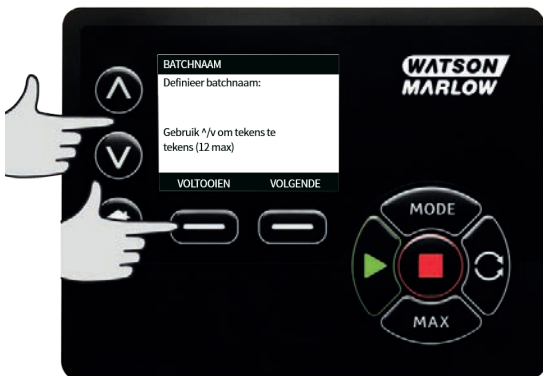 BATCHNAAM
Definieer batchnaam:
Gebruik ^/v om tekens te
tekens (12 max)
VOLTOOIEN VOLGENDE
WATSON
MARLOW
MODE
MAX